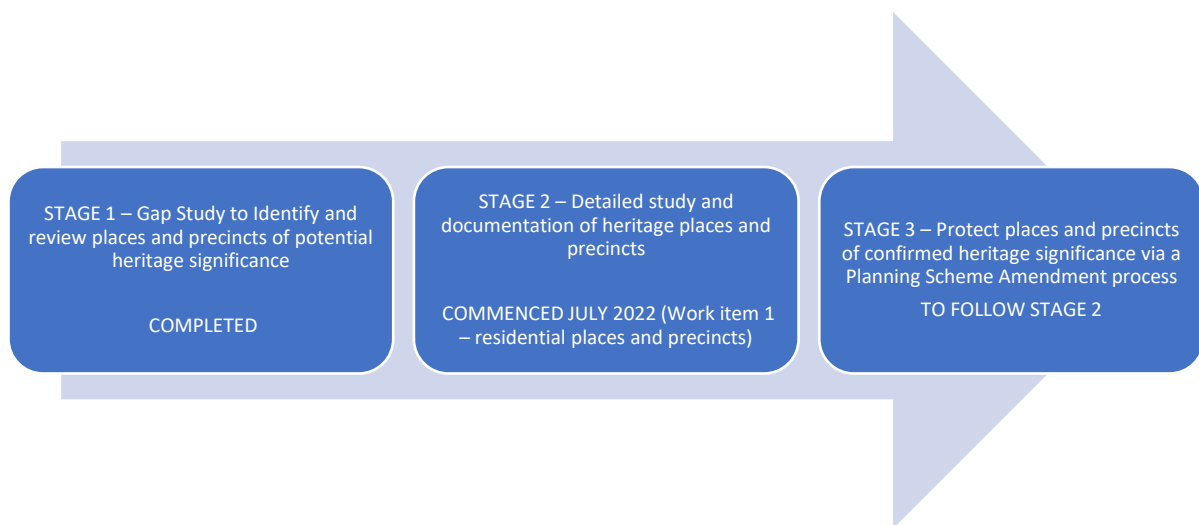 STAGE 1 – Gap Study to Identify and
review places and precincts of potential
heritage significance
COMPLETED
STAGE 2 – Detailed study and
documentation of heritage places and
precincts
COMMENCED JULY 2022 (Work item 1
– residential places and precincts)
STAGE 3 – Protect places and precincts
of confirmed heritage significance via a
Planning Scheme Amendment process
TO FOLLOW STAGE 2